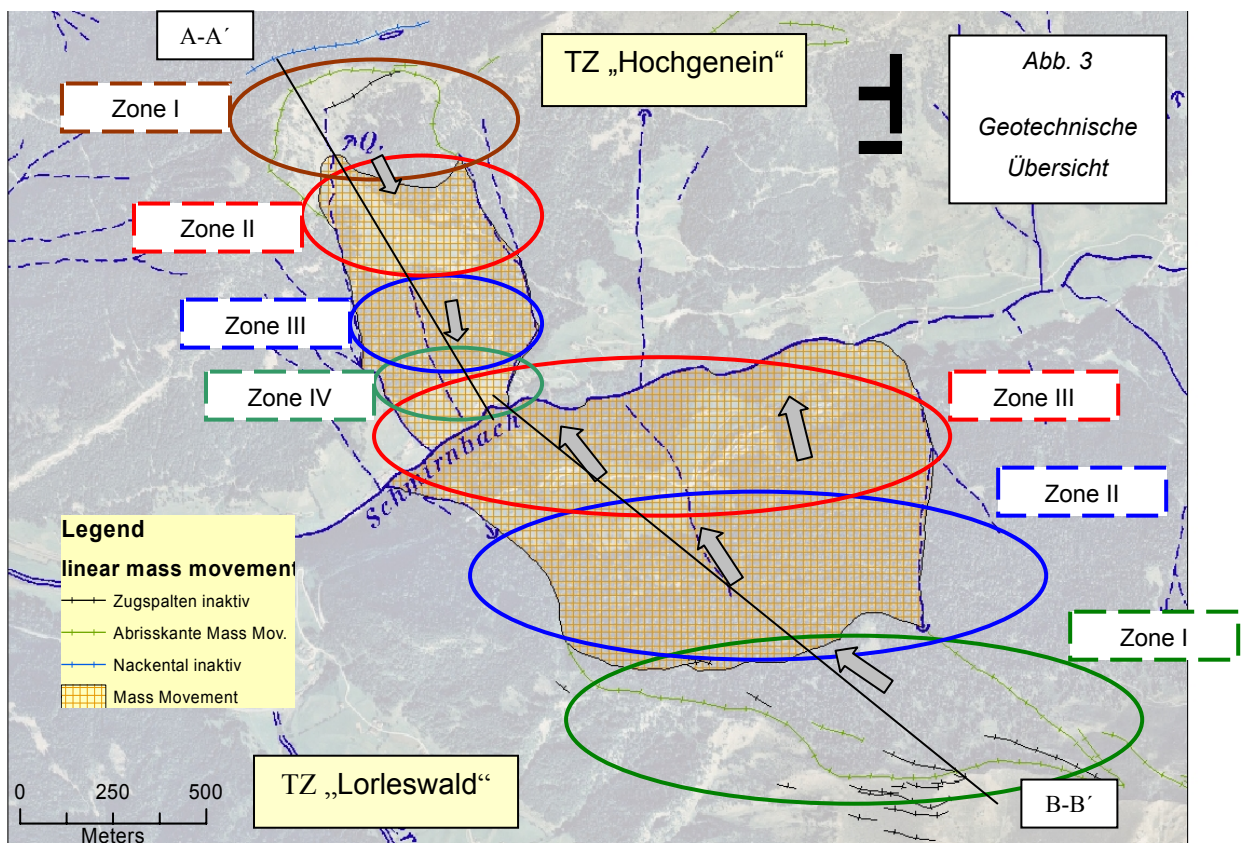 A-A´
TZ „Hochgenein“
Abb. 3
Geotechnische
Übersicht
Zone I
Q.
Zone II
Zone III
Zone IV
Zone III
Schmirnbach
Zone II
Zone I
Legend
linear mass movement
Zugspalten inaktiv
Abrisskante Mass Mov.
Nackental inaktiv
Mass Movement
TZ „Lorleswald“
B-B´
0 250 500
Meters